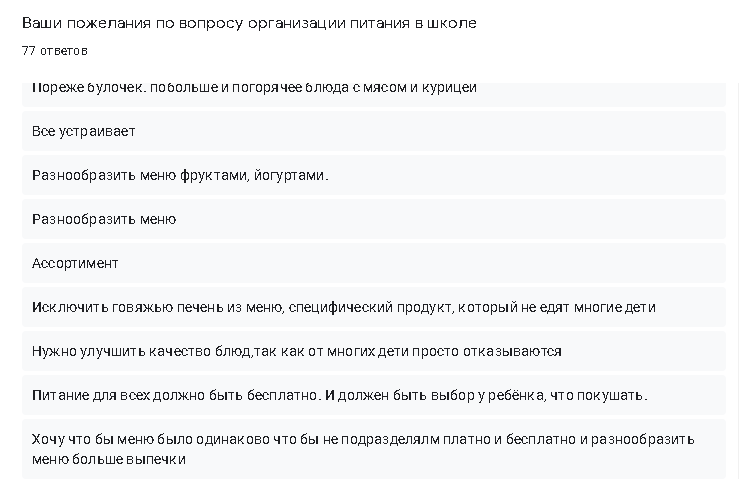 Ваши пожелания по вопросу организации питания в школе
77 ответов
Пореже булочек. побольше и погорячее блюда с мясом и курицей
Все устраивает
Разнообразить меню фруктами, йогуртами.
Разнообразить меню
Ассортимент
Исключить говяжью печень из меню, специфический продукт, который не едят многие дети
Нужно улучшить качество блюд,так как от многих дети просто отказываются
Питание для всех должно быть бесплатно. И должен быть выбор у ребёнка, что покушать.
Хочу что бы меню было одинаково что бы не подразделялм платно и бесплатно и разнообразить
меню больше выпечки